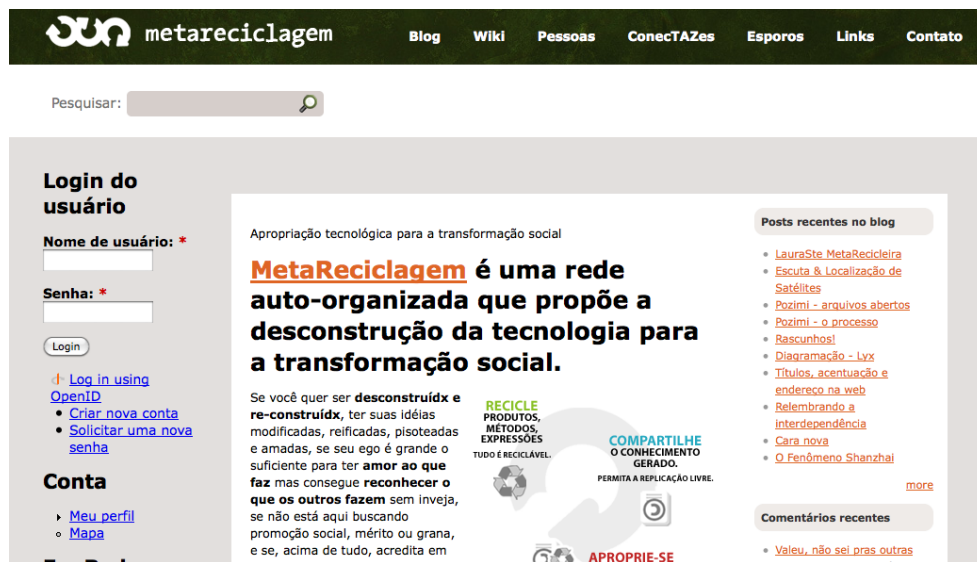 metareciclagem
Blog Wiki Pessoas ConecTAZes Esporos Links Contato
Pesquisar:
Login do
usuário
Nome de usuário: *
Senha: *
Login
Log in using
OpenID
Criar nova conta
Solicitar uma nova
senha
Conta
Meu perfil
Mapa
Apropriação tecnológica para a transformação social
MetaReciclagem é uma rede
auto-organizada que propõe a
desconstrução da tecnologia para
a transformação social.
Se você quer ser desconstruídx e
re-construídx, ter suas idéias
modificadas, reificadas, pisoteadas
e amadas, se seu ego é grande o
suficiente para ter amor ao que
faz mas consegue reconhecer o
que os outros fazem sem inveja,
se não está aqui buscando
promoção social, mérito ou grana,
e se, acima de tudo, acredita em
RECICLE
PRODUTOS,
MÉTODOS,
EXPRESSÕES
TUDO É RECICLÁVEL.
COMPARTILHE
O CONHECIMENTO
GERADO.
PERMITA A REPLICAÇÃO LIVRE.
APROPRIE-SE
Posts recentes no blog
LauraSte MetaRecicleira
Escuta & Localização de
Satélites
Pozimi - arquivos abertos
Pozimi - o processo
Rascunhos!
Diagramação - Lyx
Títulos, acentuação e
endereço na web
Relembrando a
interdependência
Cara nova
O Fenômeno Shanzhai
more
Comentários recentes
Valeu, não sei pras outras